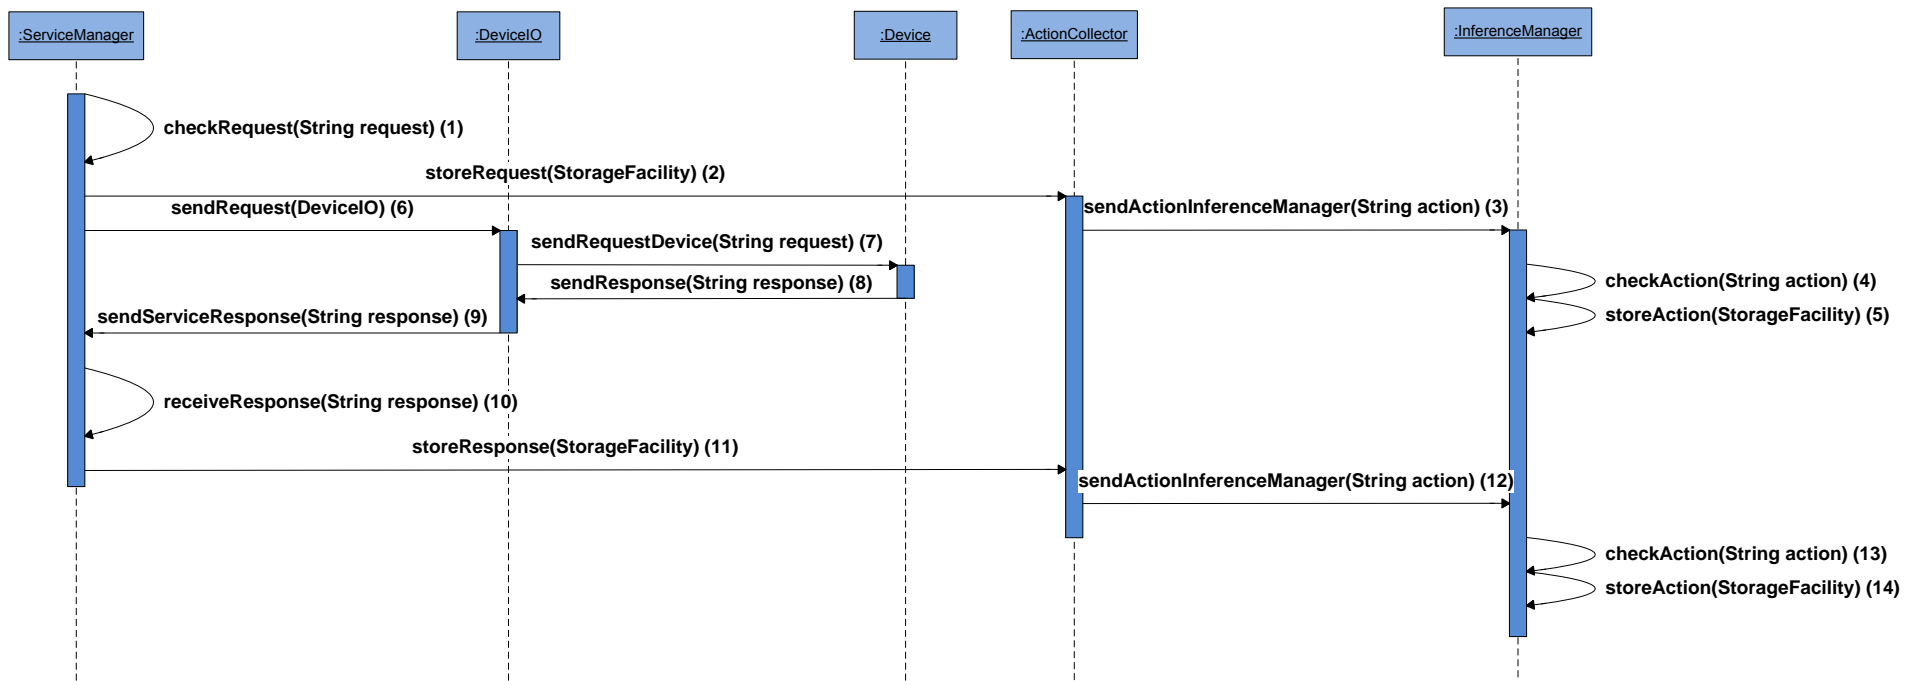 :ServiceManager
:DeviceIO
:Device
:ActionCollector
:InferenceManager
checkRequest(String request) (1)
storeRequest(StorageFacility) (2)
sendRequest(DeviceIO) (6)
sendActionInferenceManager(String action) (3)
sendRequestDevice(String request) (7)
sendResponse(String response) (8)
checkAction(String action) (4)
sendServiceResponse(String response) (9)
storeAction(StorageFacility) (5)
receiveResponse(String response) (10)
storeResponse(StorageFacility) (11)
sendActionInferenceManager(String action) (12)
checkAction(String action) (13)
storeAction(StorageFacility) (14)